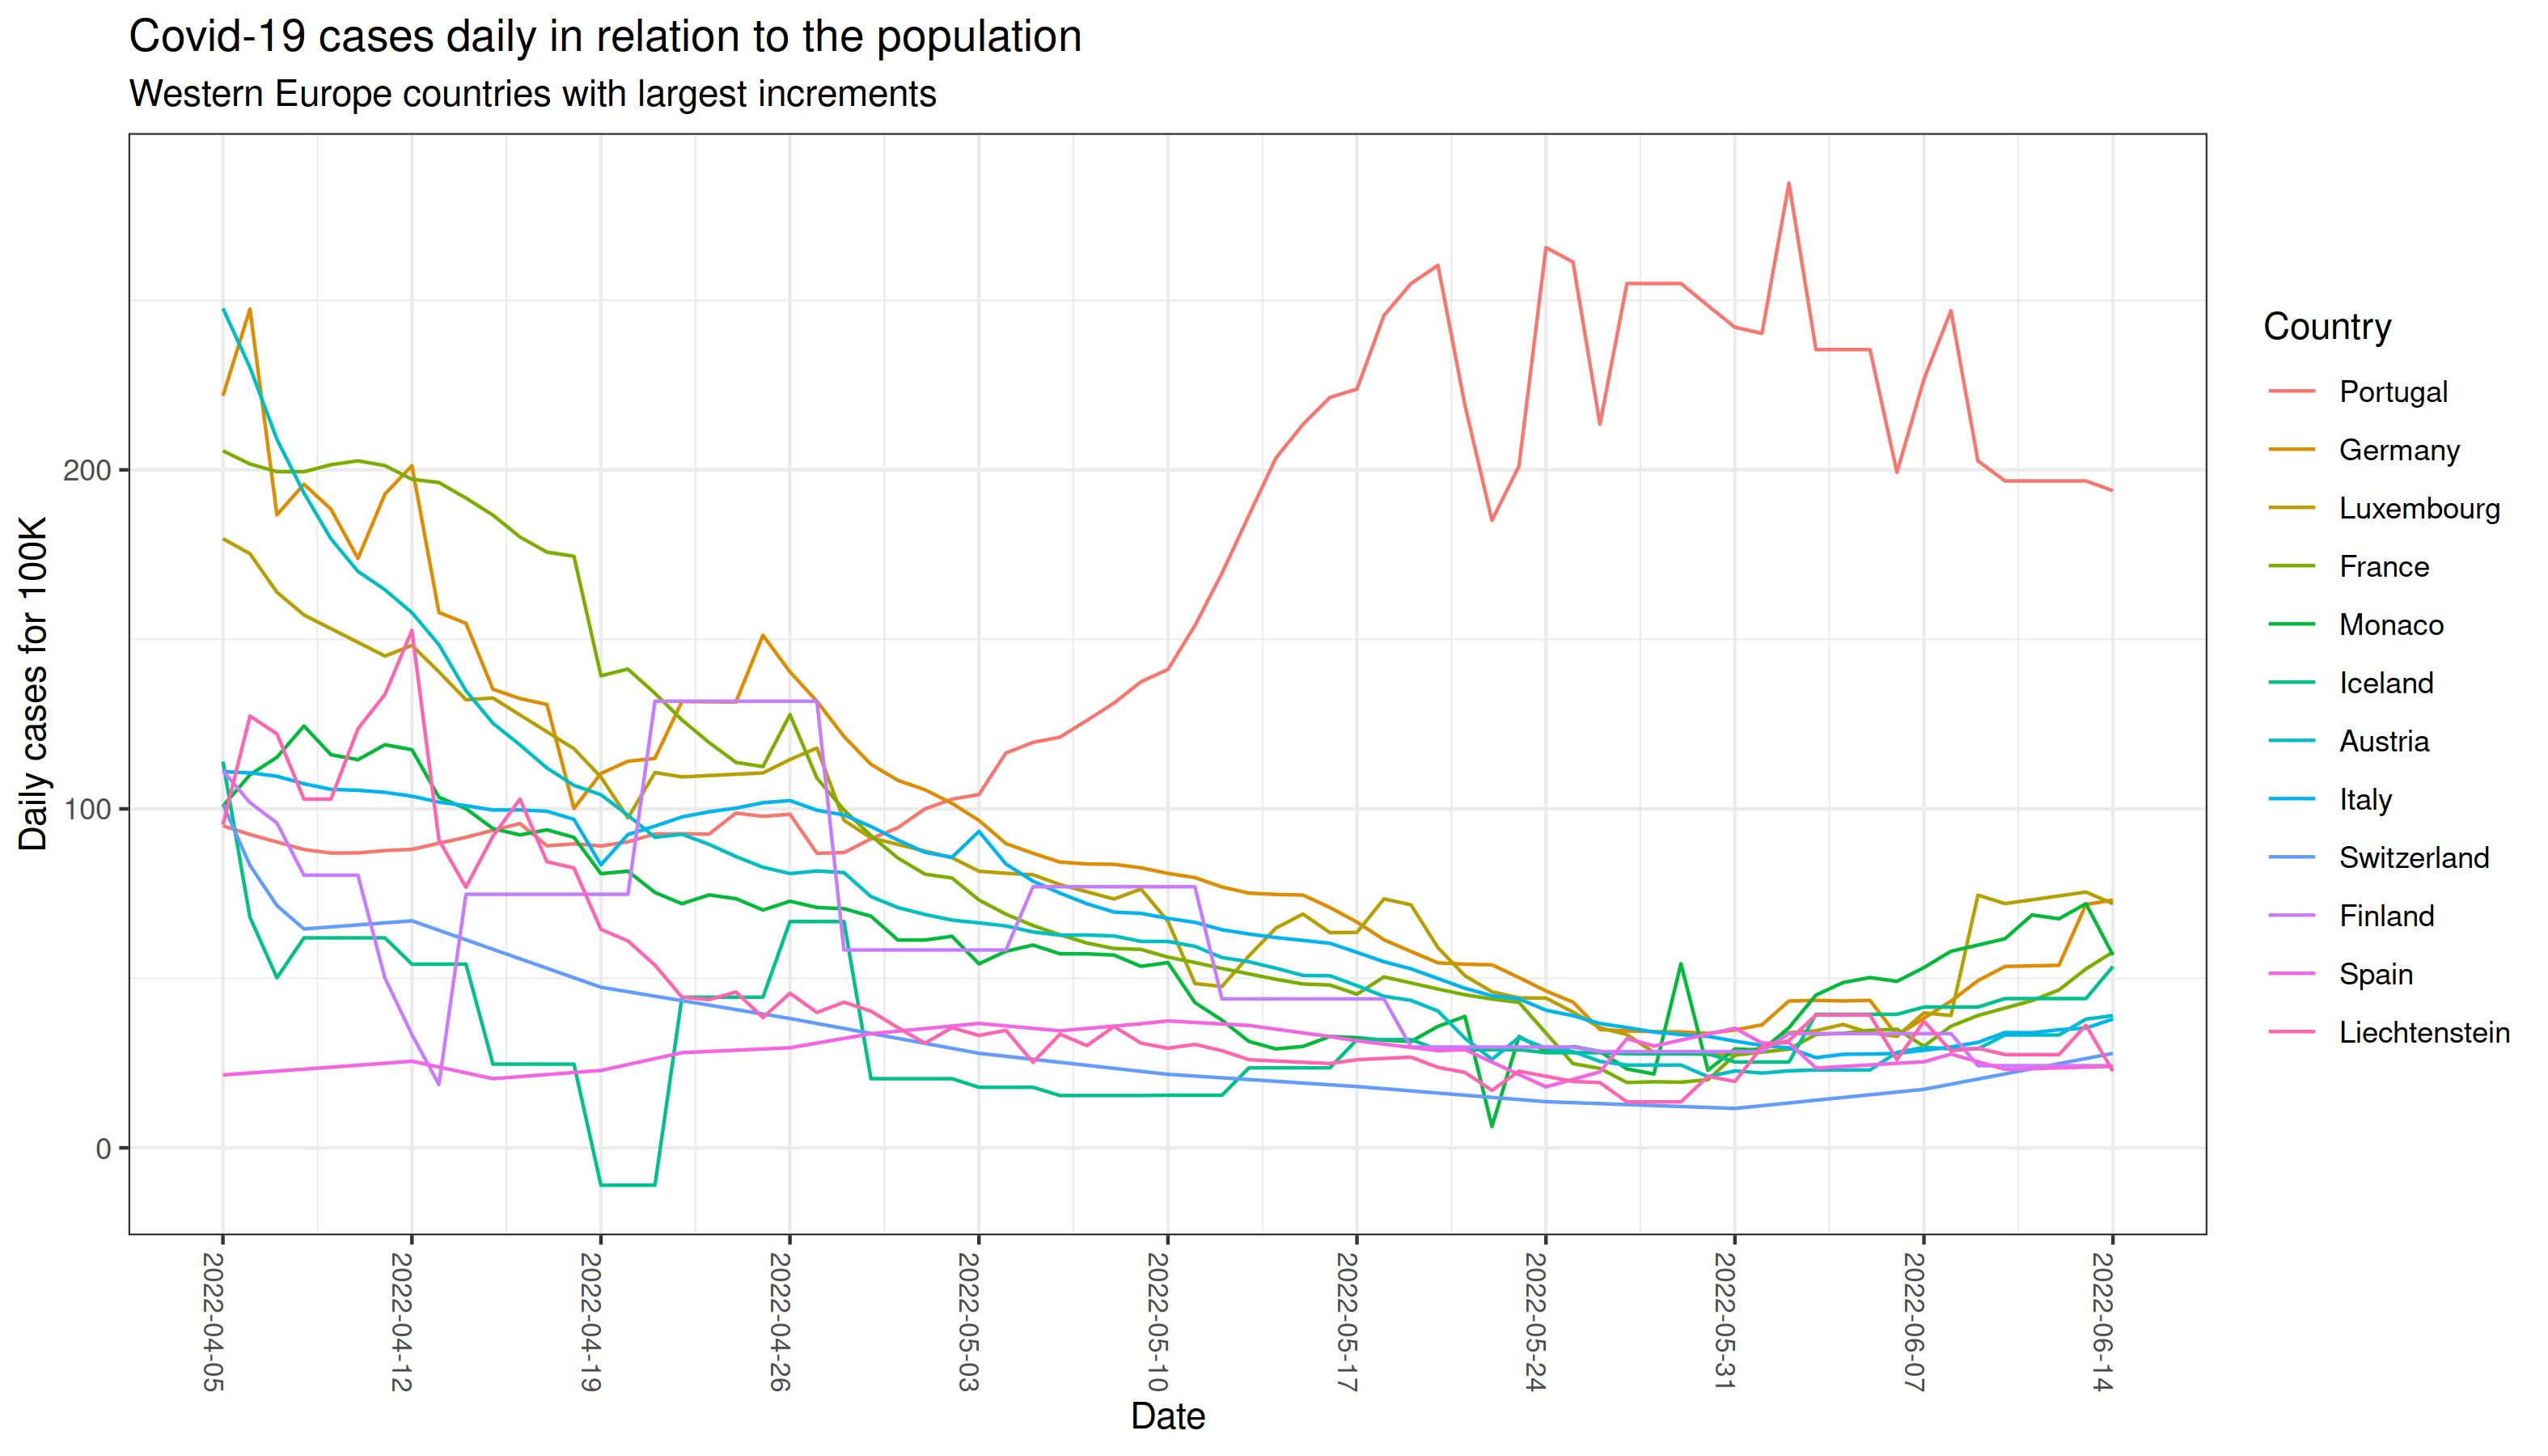 Covid-19 cases daily in relation to the population
Western Europe countries with largest increments
Daily cases for 100K
200
100
0
2022-04-05
2022-04-12
2022-04-19
2022-04-26
2022-05-03
2022-05-10
2022-05-17
2022-05-24
2022-05-31
2022-06-07
2022-06-14
Date
Country
Portugal
Germany
Luxembourg
France
Monaco
Iceland
Austria
Italy
Switzerland
Finland
Spain
Liechtenstein